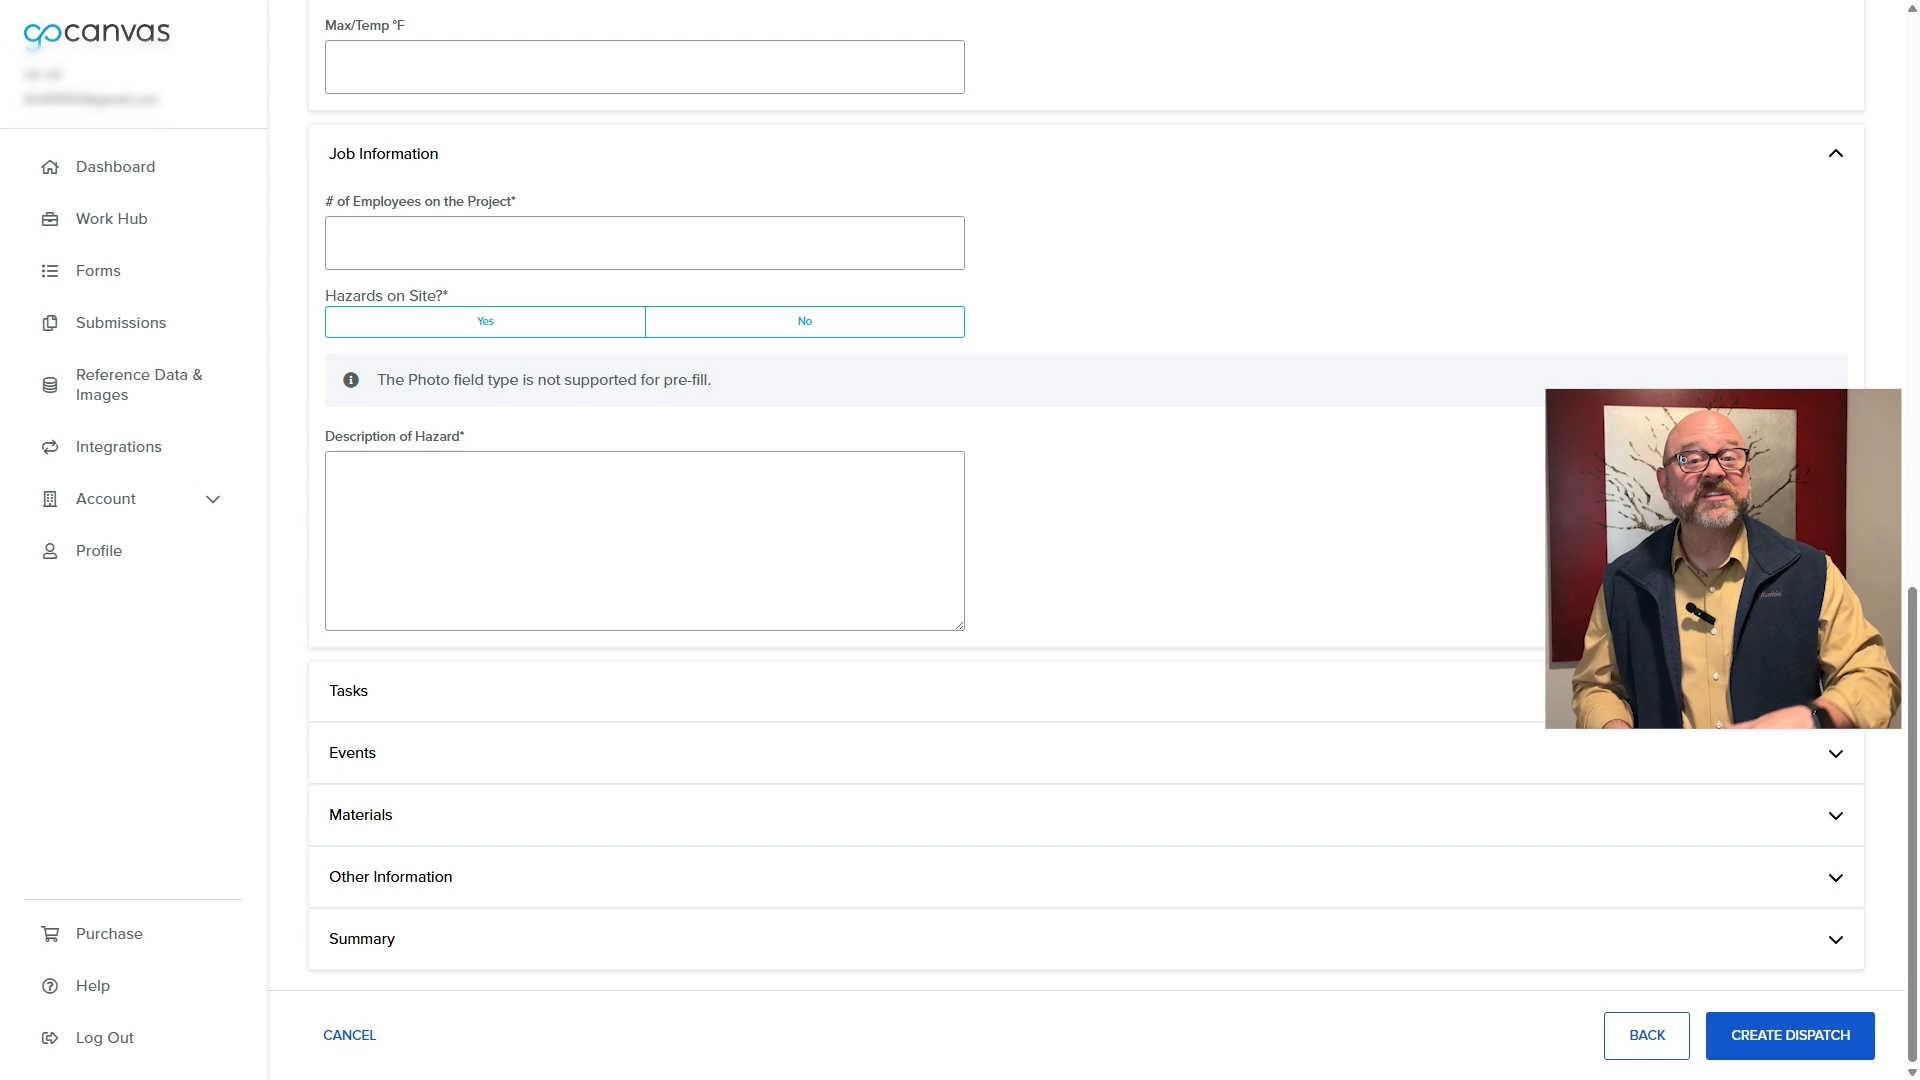 gocanvas
Dashboard
Work Hub
Forms
Submissions
Reference Data &
Images
Integrations
Account
Profile
Purchase
Help
Log Out
Max/Temp °F
Job Information
# of Employees on the Project*
Hazards on Site?*
Yes
No
The Photo field type is not supported for pre-fill.
Description of Hazard*
Tasks
Events
Materials
Other Information
Summary
CANCEL
BACK
CREATE DISPATCH